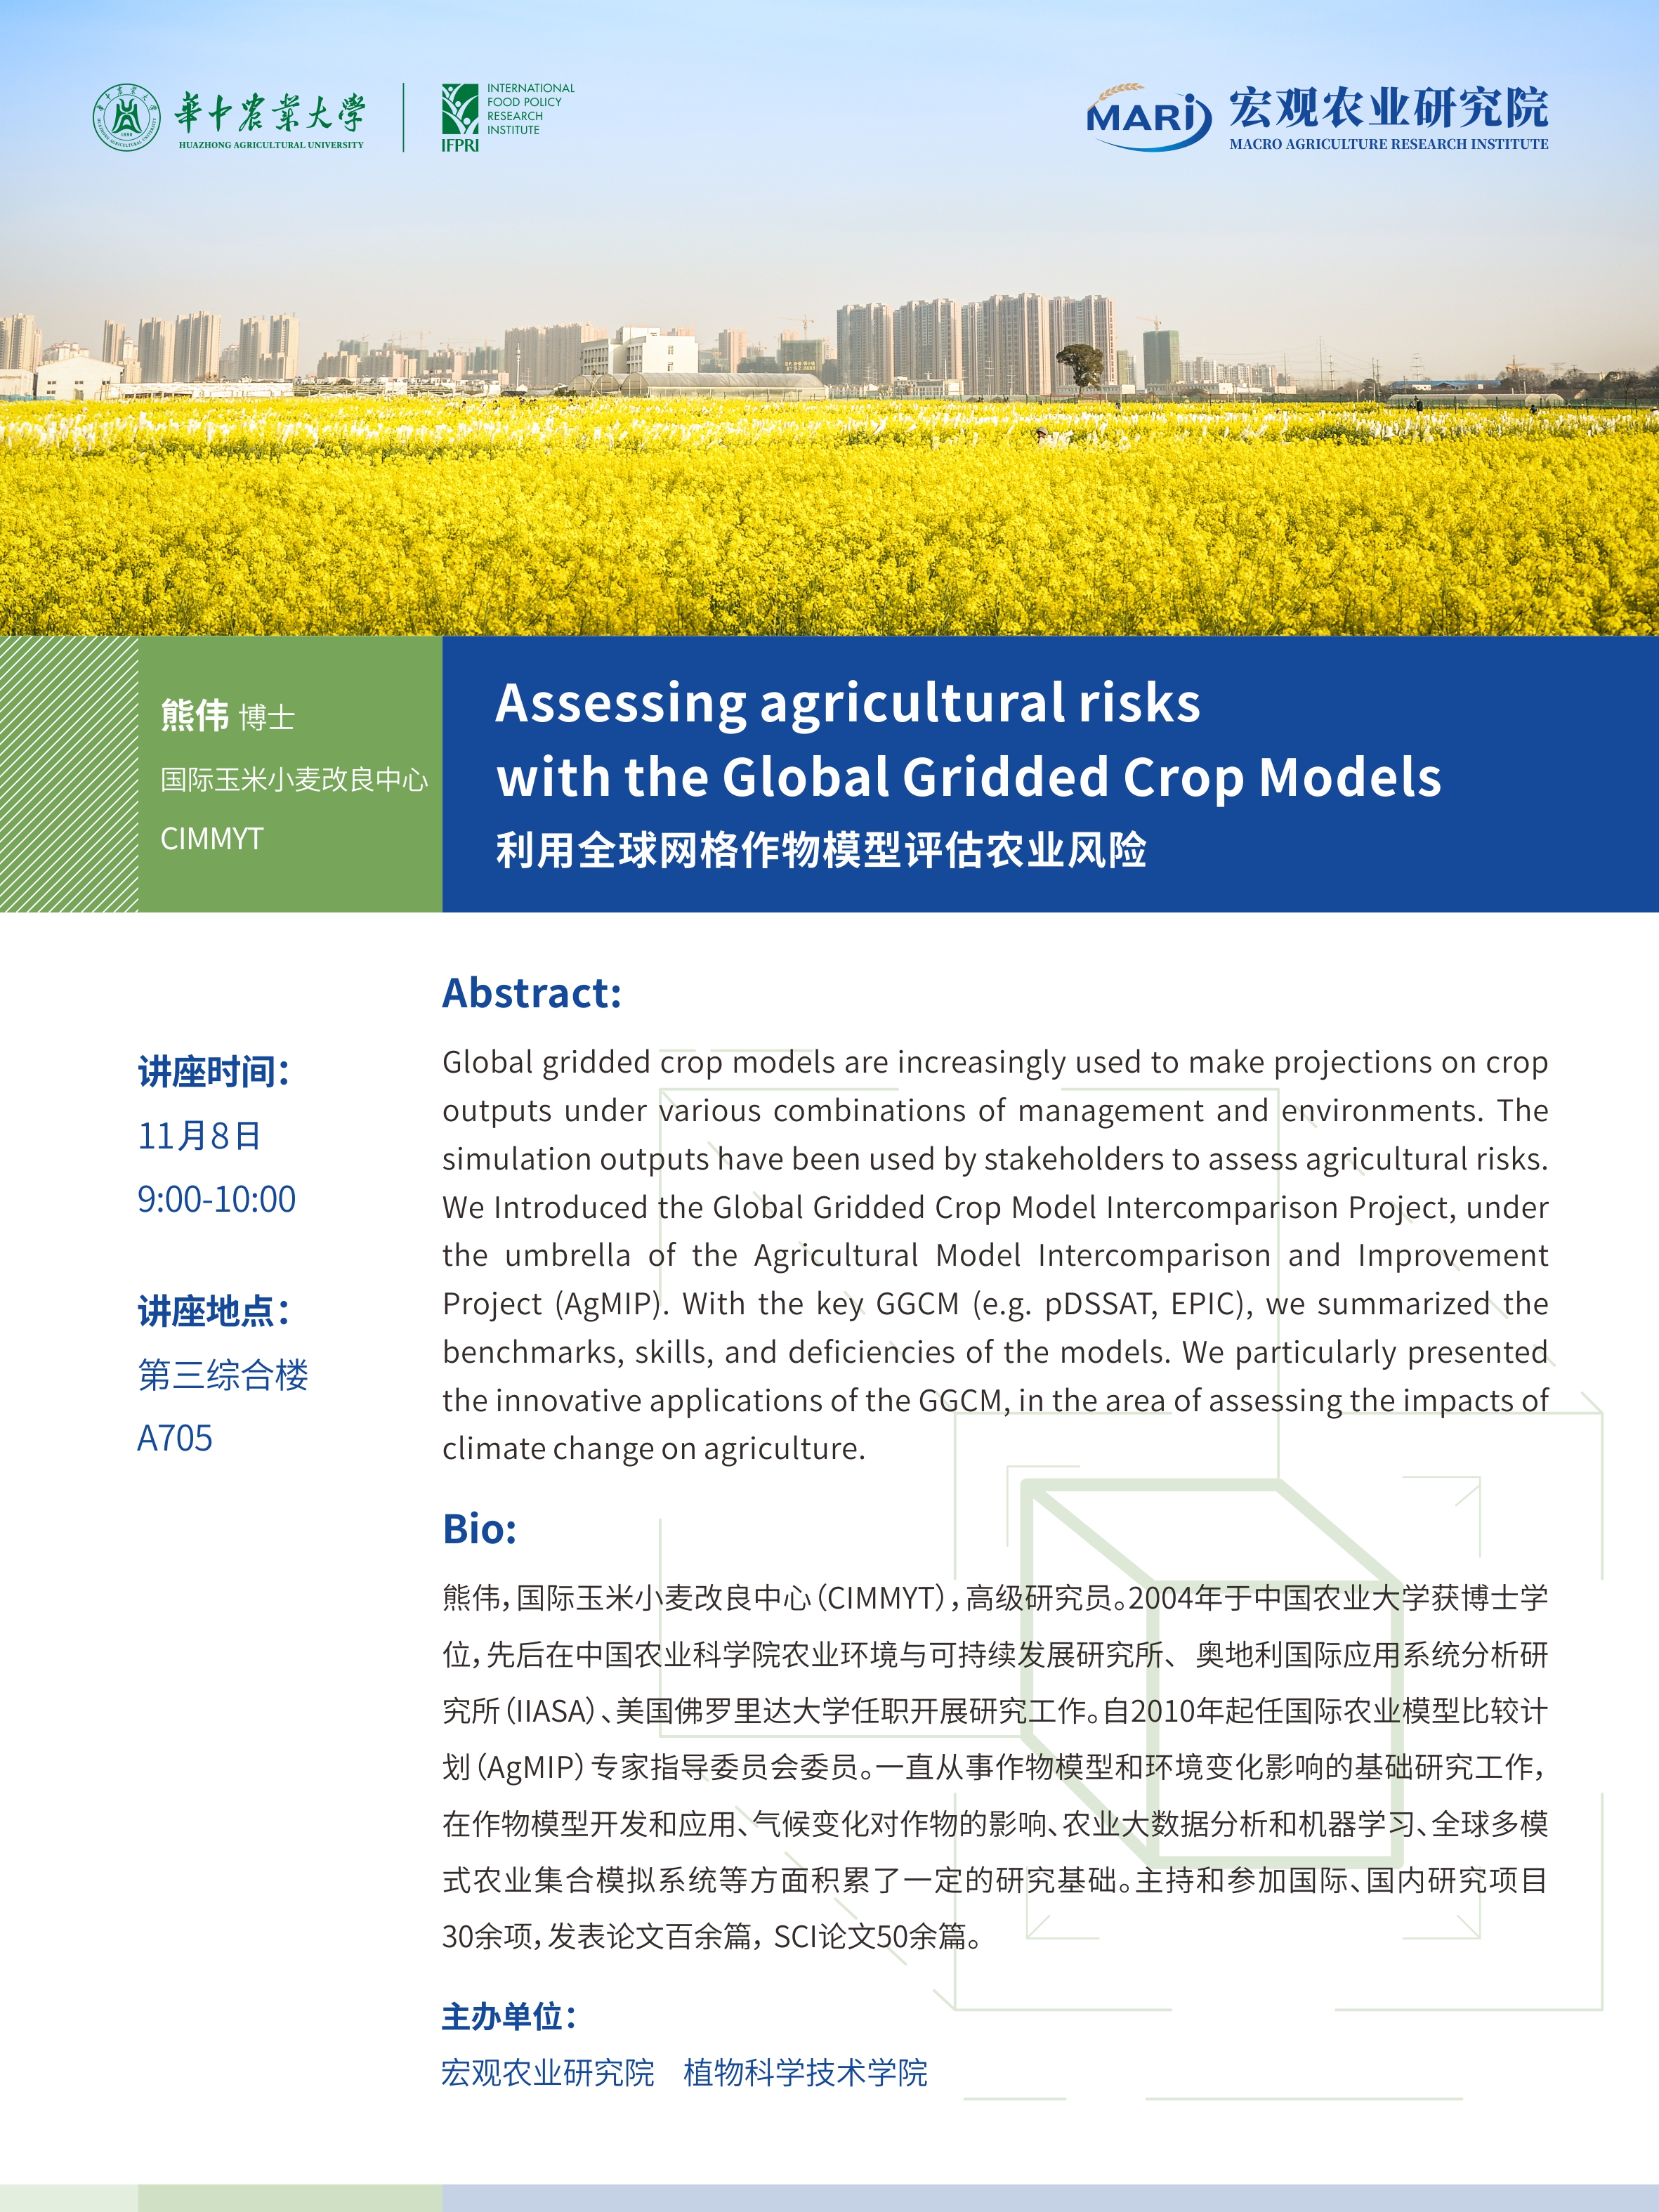 華中農業大学
HUAZHONG AGRICULTURAL UNIVERSITY
INTERNATIONAL
FOOD POLICY
RESEARCH
INSTITUTE
IFPRI
MARI
宏观农业研究院
MACRO AGRICULTURE RESEARCH INSTITUTE
熊伟 博士
国际玉米小麦改良中心
CIMMYT
Assessing agricultural risks
with the Global Gridded Crop Models
利用全球网格作物模型评估农业风险
讲座时间：
11月8日
9:00-10:00
讲座地点：
第三综合楼
A705
Abstract:
Global gridded crop models are increasingly used to make projections on crop
outputs under various combinations of management and environments. The
simulation outputs have been used by stakeholders to assess agricultural risks.
We Introduced the Global Gridded Crop Model Intercomparison Project, under
the umbrella of the Agricultural Model Intercomparison and Improvement
Project (AgMIP). With the key GGCM (e.g. pDSSAT, EPIC), we summarized the
benchmarks, skills, and deficiencies of the models. We particularly presented
the innovative applications of the GGCM, in the area of assessing the impacts of
climate change on agriculture.
Bio:
熊伟，国际玉米小麦改良中心（CIMMYT），高级研究员。2004年于中国农业大学获博士学
位，先后在中国农业科学院农业环境与可持续发展研究所、奥地利国际应用系统分析研
究所（IIASA）、美国佛罗里达大学任职开展研究工作。自2010年起任国际农业模型比较计
划（AgMIP）专家指导委员会委员。一直从事作物模型和环境变化影响的基础研究工作，
在作物模型开发和应用、气候变化对作物的影响、农业大数据分析和机器学习、全球多模
式农业集合模拟系统等方面积累了一定的研究基础。主持和参加国际、国内研究项目
30余项，发表论文百余篇，SCI论文50余篇。
主办单位：
宏观农业研究院 植物科学技术学院